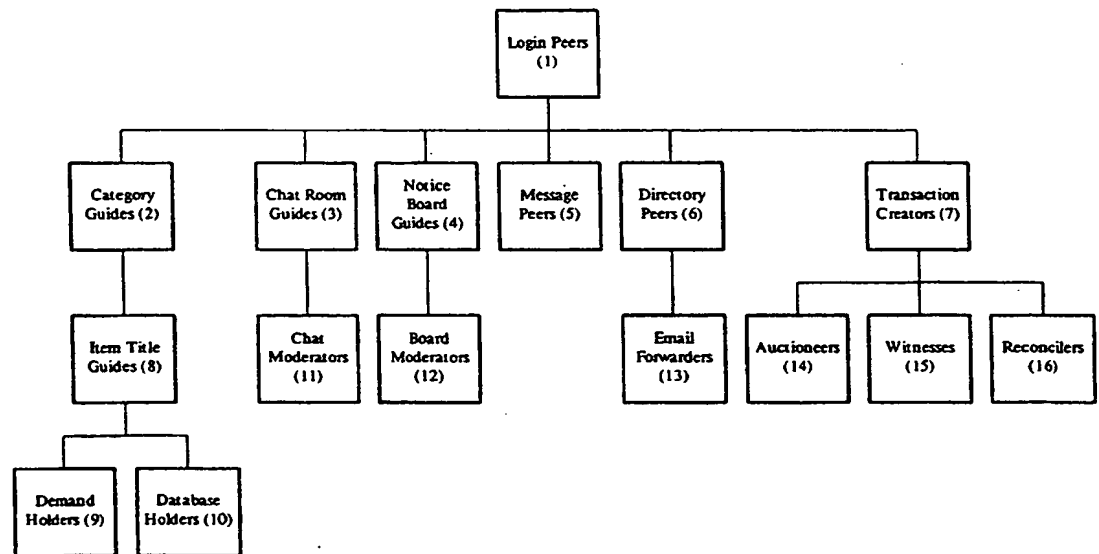 Login Peers
(1)
Category
Guides (2)
Chat Room
Guides (3)
Notice
Board
Guides (4)
Message
Peers (5)
Directory
Peers (6)
Transaction
Creators (7)
Item Title
Guides (8)
Chat
Moderators
(11)
Board
Moderators
(12)
Email
Forwarders
(13)
Auctioneers
(14)
Witnesses
(15)
Reconcilers
(16)
Demand
Holders (9)
Database
Holders (10)